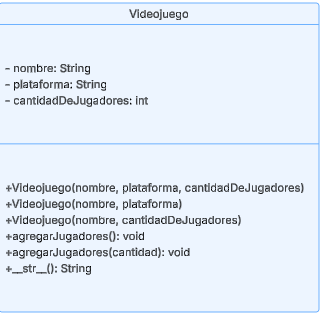 Videojuego
- nombre: String
- plataforma: String
- cantidadDeJugadores: int
+Videojuego(nombre, plataforma, cantidadDeJugadores)
+Videojuego(nombre, plataforma)
+Videojuego(nombre, cantidadDeJugadores)
+agregarJugadores(): void
+agregarJugadores(cantidad): void
+__str__(): String